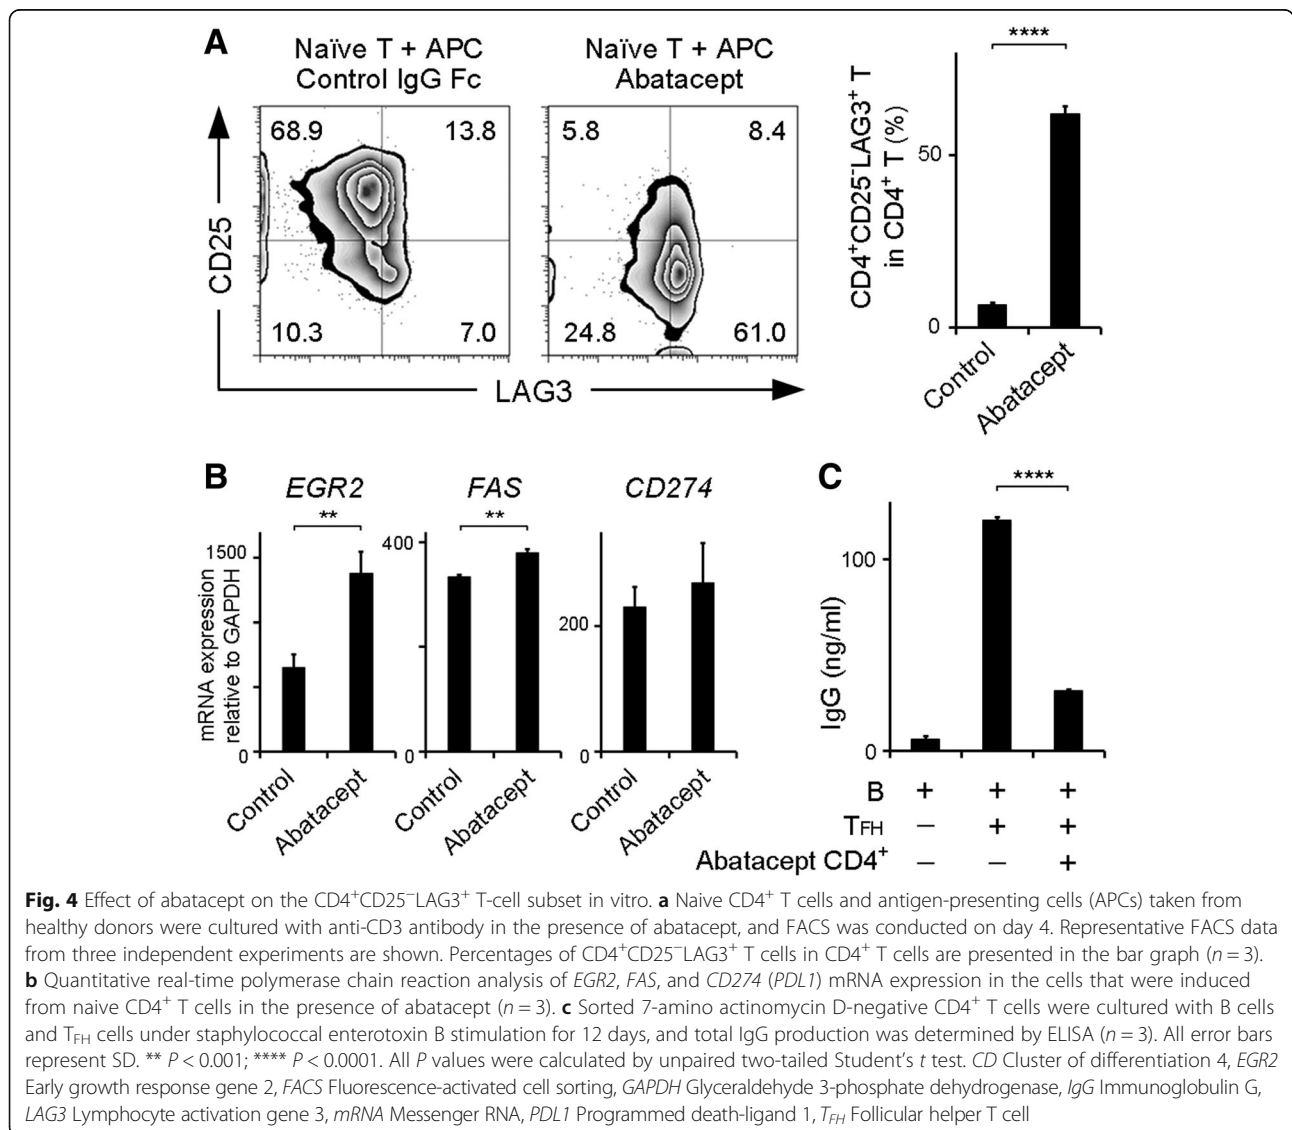 A
Naïve T + APC
Control IgG Fc
Naïve T + APC
Abatacept
****
68.9 13.8
10.3 7.0
5.8 8.4
24.8 61.0
CD25
LAG3
CD4⁺CD25⁻LAG3⁺ T
in CD4⁺ T (%)
50
0
Control
Abatacept
B
EGR2
FAS
CD274
**
**
mRNA expression
relative to GAPDH
1500
0
400
0
200
0
Control
Abatacept
Control
Abatacept
Control
Abatacept
C
****
IgG (ng/ml)
100
0
B + + +
TFH − + +
Abatacept CD4⁺ − − +
Fig. 4 Effect of abatacept on the CD4⁺CD25⁻LAG3⁺ T-cell subset in vitro. a Naive CD4⁺ T cells and antigen-presenting cells (APCs) taken from
healthy donors were cultured with anti-CD3 antibody in the presence of abatacept, and FACS was conducted on day 4. Representative FACS data
from three independent experiments are shown. Percentages of CD4⁺CD25⁻LAG3⁺ T cells in CD4⁺ T cells are presented in the bar graph (n = 3).
b Quantitative real-time polymerase chain reaction analysis of EGR2, FAS, and CD274 (PDL1) mRNA expression in the cells that were induced
from naive CD4⁺ T cells in the presence of abatacept (n = 3). c Sorted 7-amino actinomycin D-negative CD4⁺ T cells were cultured with B cells
and TFH cells under staphylococcal enterotoxin B stimulation for 12 days, and total IgG production was determined by ELISA (n = 3). All error bars
represent SD. ** P < 0.001; **** P < 0.0001. All P values were calculated by unpaired two-tailed Student's t test. CD Cluster of differentiation 4, EGR2
Early growth response gene 2, FACS Fluorescence-activated cell sorting, GAPDH Glyceraldehyde 3-phosphate dehydrogenase, IgG Immunoglobulin G,
LAG3 Lymphocyte activation gene 3, mRNA Messenger RNA, PDL1 Programmed death-ligand 1, TFH Follicular helper T cell